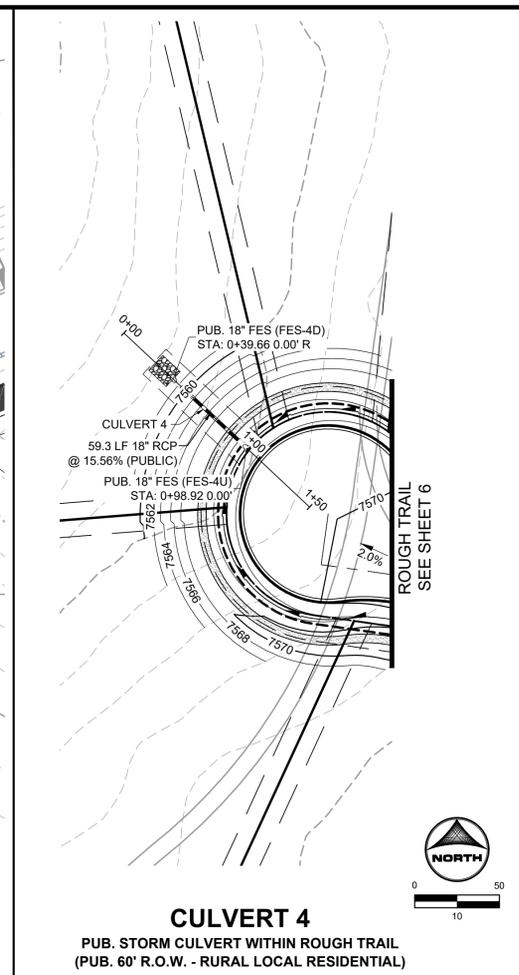 PUB. 18" FES (FES-4D)
STA: 0+39.66 0.00' R
0+00
7560
CULVERT 4
59.3 LF 18" RCP
@ 15.56% (PUBLIC)
1+00
PUB. 18" FES (FES-4U)
STA: 0+98.92 0.00'
1+50
7570
7562
2.0%
7564
7566
7568
7570
ROUGH TRAIL
SEE SHEET 6
NORTH
0 50
10
CULVERT 4
PUB. STORM CULVERT WITHIN ROUGH TRAIL
(PUB. 60' R.O.W. - RURAL LOCAL RESIDENTIAL)